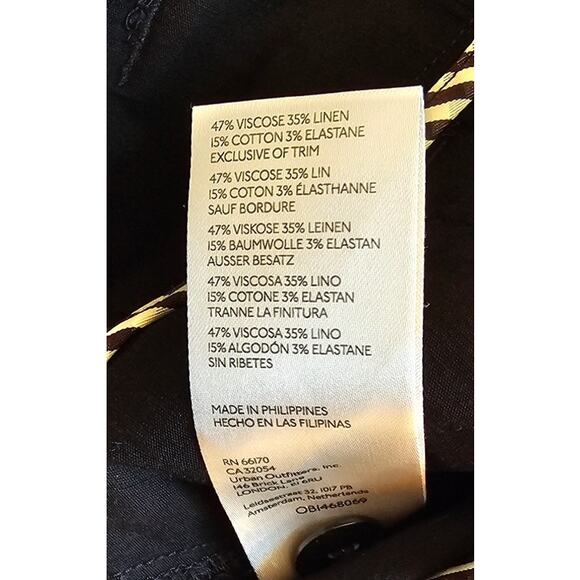 47% VISCOSE 35% LINEN
15% COTTON 3% ELASTANE
EXCLUSIVE OF TRIM
47% VISCOSE 35% LIN
15% COTON 3% ÉLASTHANNE
SAUF BORDURE
47% VISKOSE 35% LEINEN
15% BAUMWOLLE 3% ELASTAN
AUSSER BESATZ
47% VISCOSA 35% LINO
15% COTONE 3% ELASTAN
TRANNE LA FINITURA
47% VISCOSA 35% LINO
15% ALGODÓN 3% ELASTANE
SIN RIBETES
MADE IN PHILIPPINES
HECHO EN LAS FILIPINAS
RN 66170
CA 32054
Urban Outfitters, Inc.
146 Brick Lane
LONDON, E1 6RU
Leidsestraat 32, 1017 PB
Amsterdam, Netherlands
OB1468069